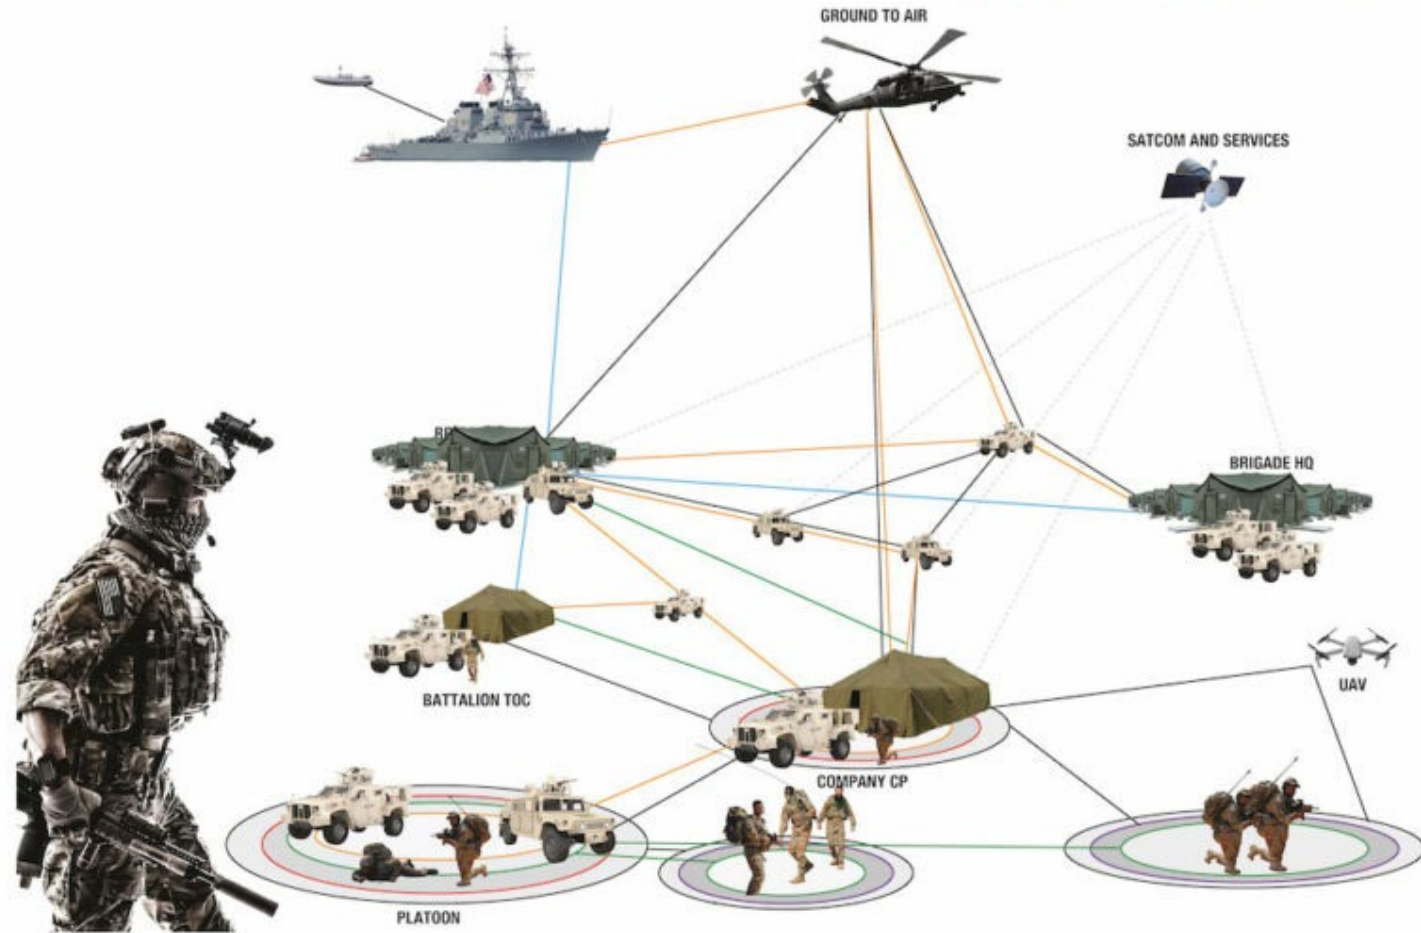 GROUND TO AIR
SATCOM AND SERVICES
BRIGADE HQ
BATTALION TOC
UAV
COMPANY CP
PLATOON